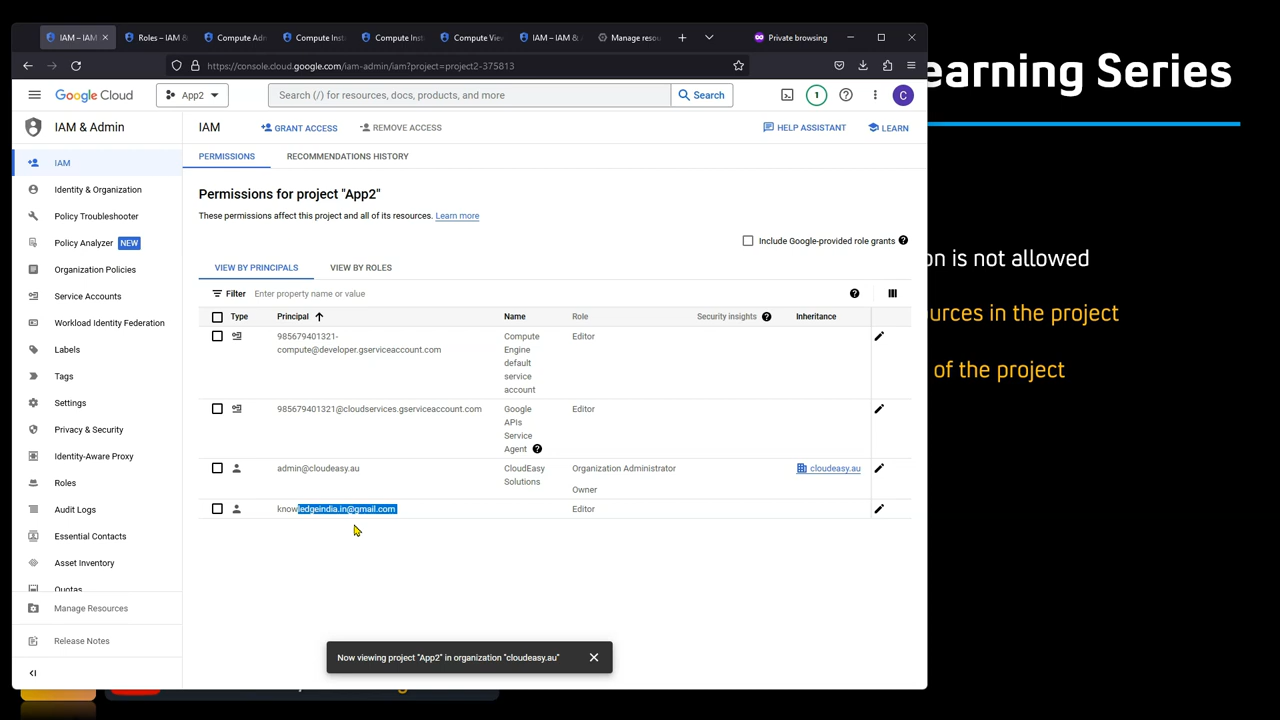 IAM – IAM
Roles – IAM &
Compute Adm
Compute Inst
Compute Inst
Compute View
IAM – IAM &
Manage resou
Private browsing
https://console.cloud.google.com/iam-admin/iam?project=project2-375813
earning Series
Google Cloud
App2
Search (/) for resources, docs, products, and more
Search
1
C
IAM & Admin
IAM
GRANT ACCESS
REMOVE ACCESS
HELP ASSISTANT
LEARN
IAM
Identity & Organization
Policy Troubleshooter
Policy Analyzer NEW
Organization Policies
Service Accounts
Workload Identity Federation
Labels
Tags
Settings
Privacy & Security
Identity-Aware Proxy
Roles
Audit Logs
Essential Contacts
Asset Inventory
Quotas
Manage Resources
Release Notes
PERMISSIONS
RECOMMENDATIONS HISTORY
Permissions for project "App2"
These permissions affect this project and all of its resources. Learn more
Include Google-provided role grants
VIEW BY PRINCIPALS
VIEW BY ROLES
Filter Enter property name or value
Type Principal Name Role Security insights Inheritance
985679401321-
compute@developer.gserviceaccount.com
Compute
Engine
default
service
account
Editor
985679401321@cloudservices.gserviceaccount.com
Google
APIs
Service
Agent
Editor
admin@cloudeasy.au
CloudEasy
Solutions
Organization Administrator
Owner
cloudeasy.au
knowledgeindia.in@gmail.com
Editor
Now viewing project "App2" in organization "cloudeasy.au"
on is not allowed
urces in the project
of the project